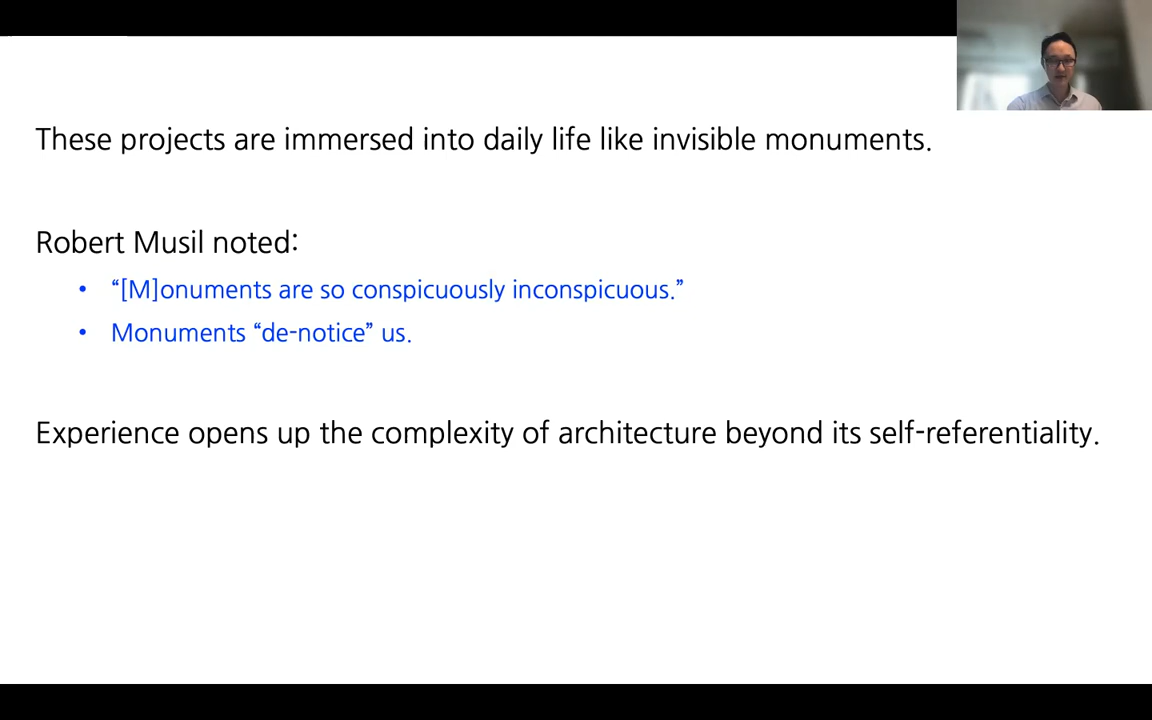 These projects are immersed into daily life like invisible monuments.
Robert Musil noted:
• “[M]onuments are so conspicuously inconspicuous.”
• Monuments “de-notice” us.
Experience opens up the complexity of architecture beyond its self-referentiality.